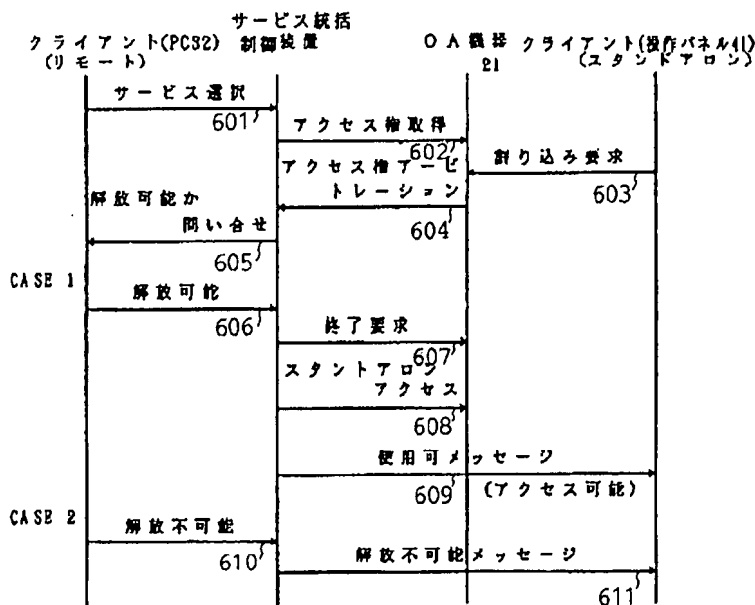 サービス統括
クライアント(PC32) 制御装置 OA機器 クライアント(操作パネル41)
(リモート) 21 (スタンドアロン)
サービス選択
601
アクセス権取得
602
割り込み要求
603
アクセス権アービ
トレーション
604
解放可能か
問い合せ
605
CASE 1
解放可能
606
終了要求
607
スタントアロン
アクセス
608
使用可メッセージ
609 (アクセス可能)
CASE 2
解放不可能
610
解放不可能メッセージ
611